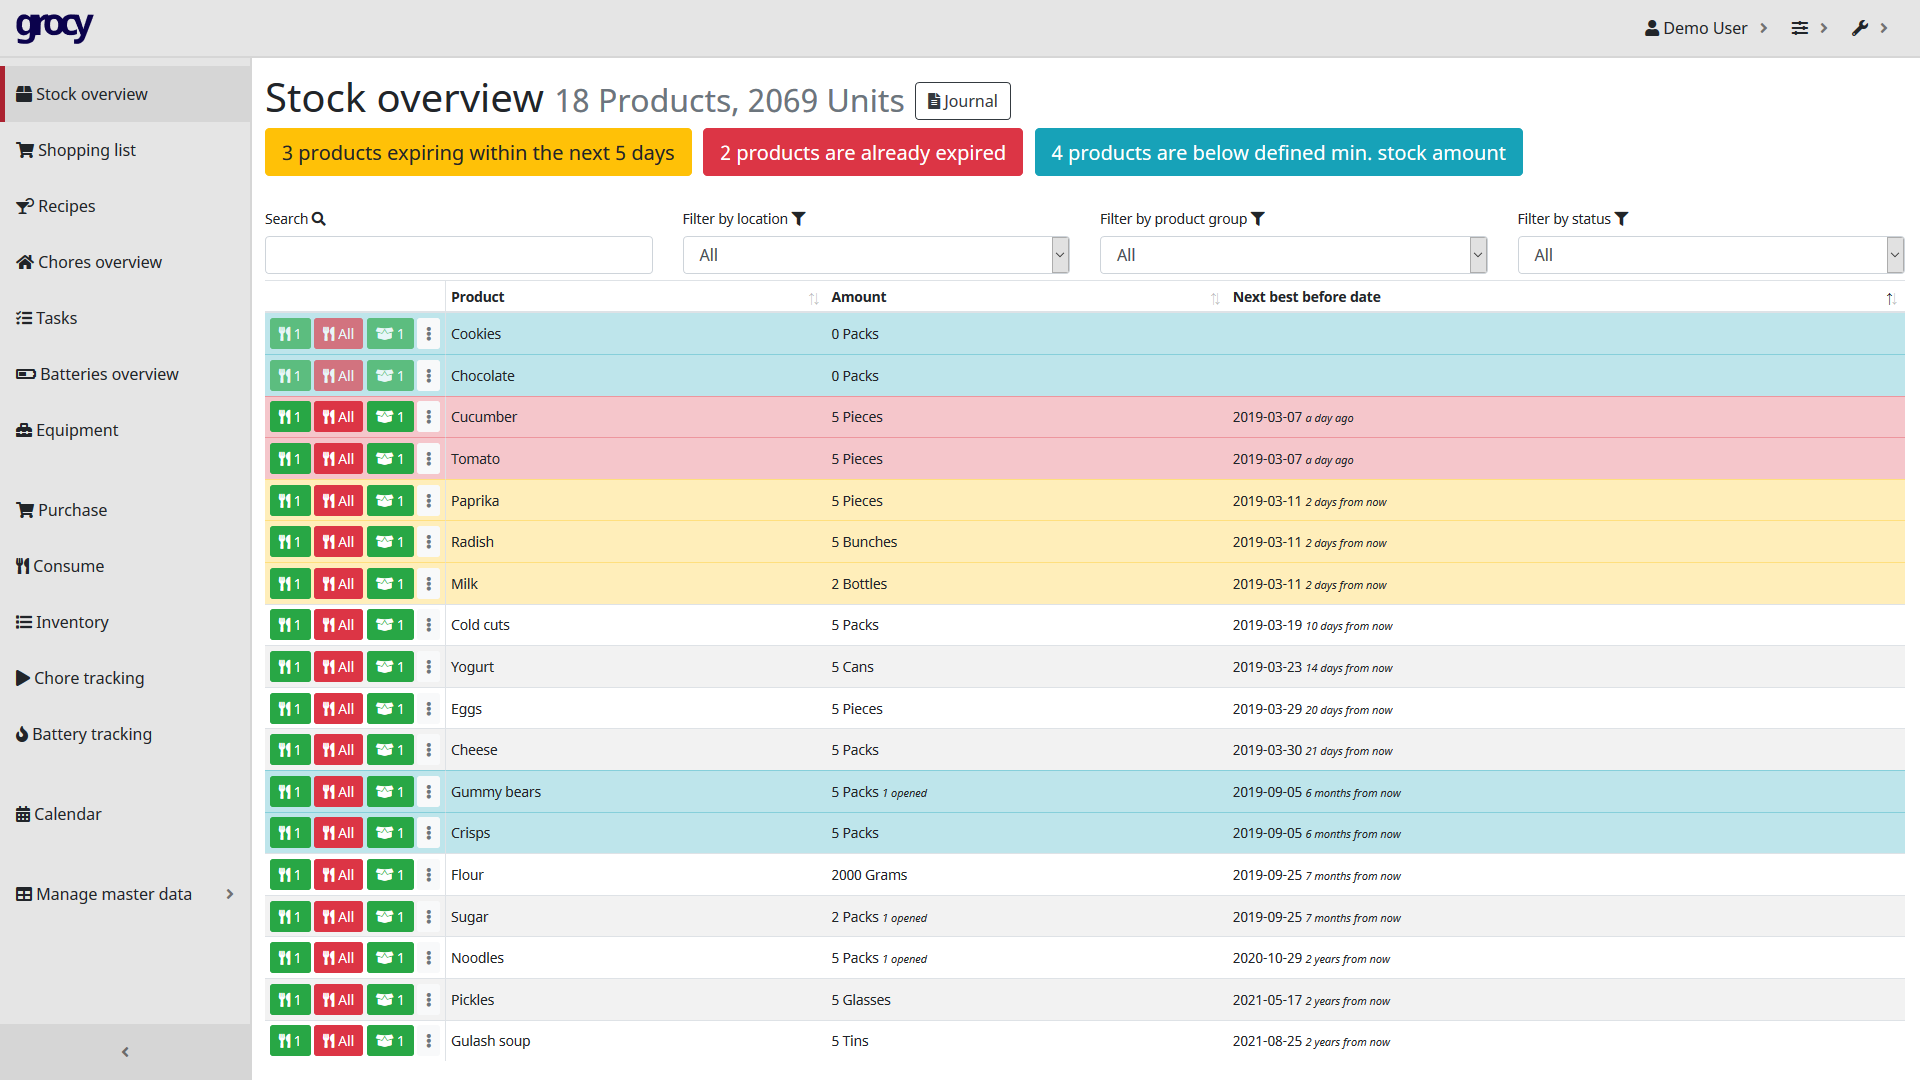 grocy
Demo User
Stock overview
Shopping list
Recipes
Chores overview
Tasks
Batteries overview
Equipment
Purchase
Consume
Inventory
Chore tracking
Battery tracking
Calendar
Manage master data
Stock overview 18 Products, 2069 Units Journal
3 products expiring within the next 5 days 2 products are already expired 4 products are below defined min. stock amount
Search Filter by location Filter by product group Filter by status
All All All
Product Amount Next best before date
1 All 1 Cookies 0 Packs
1 All 1 Chocolate 0 Packs
1 All 1 Cucumber 5 Pieces 2019-03-07 a day ago
1 All 1 Tomato 5 Pieces 2019-03-07 a day ago
1 All 1 Paprika 5 Pieces 2019-03-11 2 days from now
1 All 1 Radish 5 Bunches 2019-03-11 2 days from now
1 All 1 Milk 2 Bottles 2019-03-11 2 days from now
1 All 1 Cold cuts 5 Packs 2019-03-19 10 days from now
1 All 1 Yogurt 5 Cans 2019-03-23 14 days from now
1 All 1 Eggs 5 Pieces 2019-03-29 20 days from now
1 All 1 Cheese 5 Packs 2019-03-30 21 days from now
1 All 1 Gummy bears 5 Packs 1 opened 2019-09-05 6 months from now
1 All 1 Crisps 5 Packs 2019-09-05 6 months from now
1 All 1 Flour 2000 Grams 2019-09-25 7 months from now
1 All 1 Sugar 2 Packs 1 opened 2019-09-25 7 months from now
1 All 1 Noodles 5 Packs 1 opened 2020-10-29 2 years from now
1 All 1 Pickles 5 Glasses 2021-05-17 2 years from now
1 All 1 Gulash soup 5 Tins 2021-08-25 2 years from now